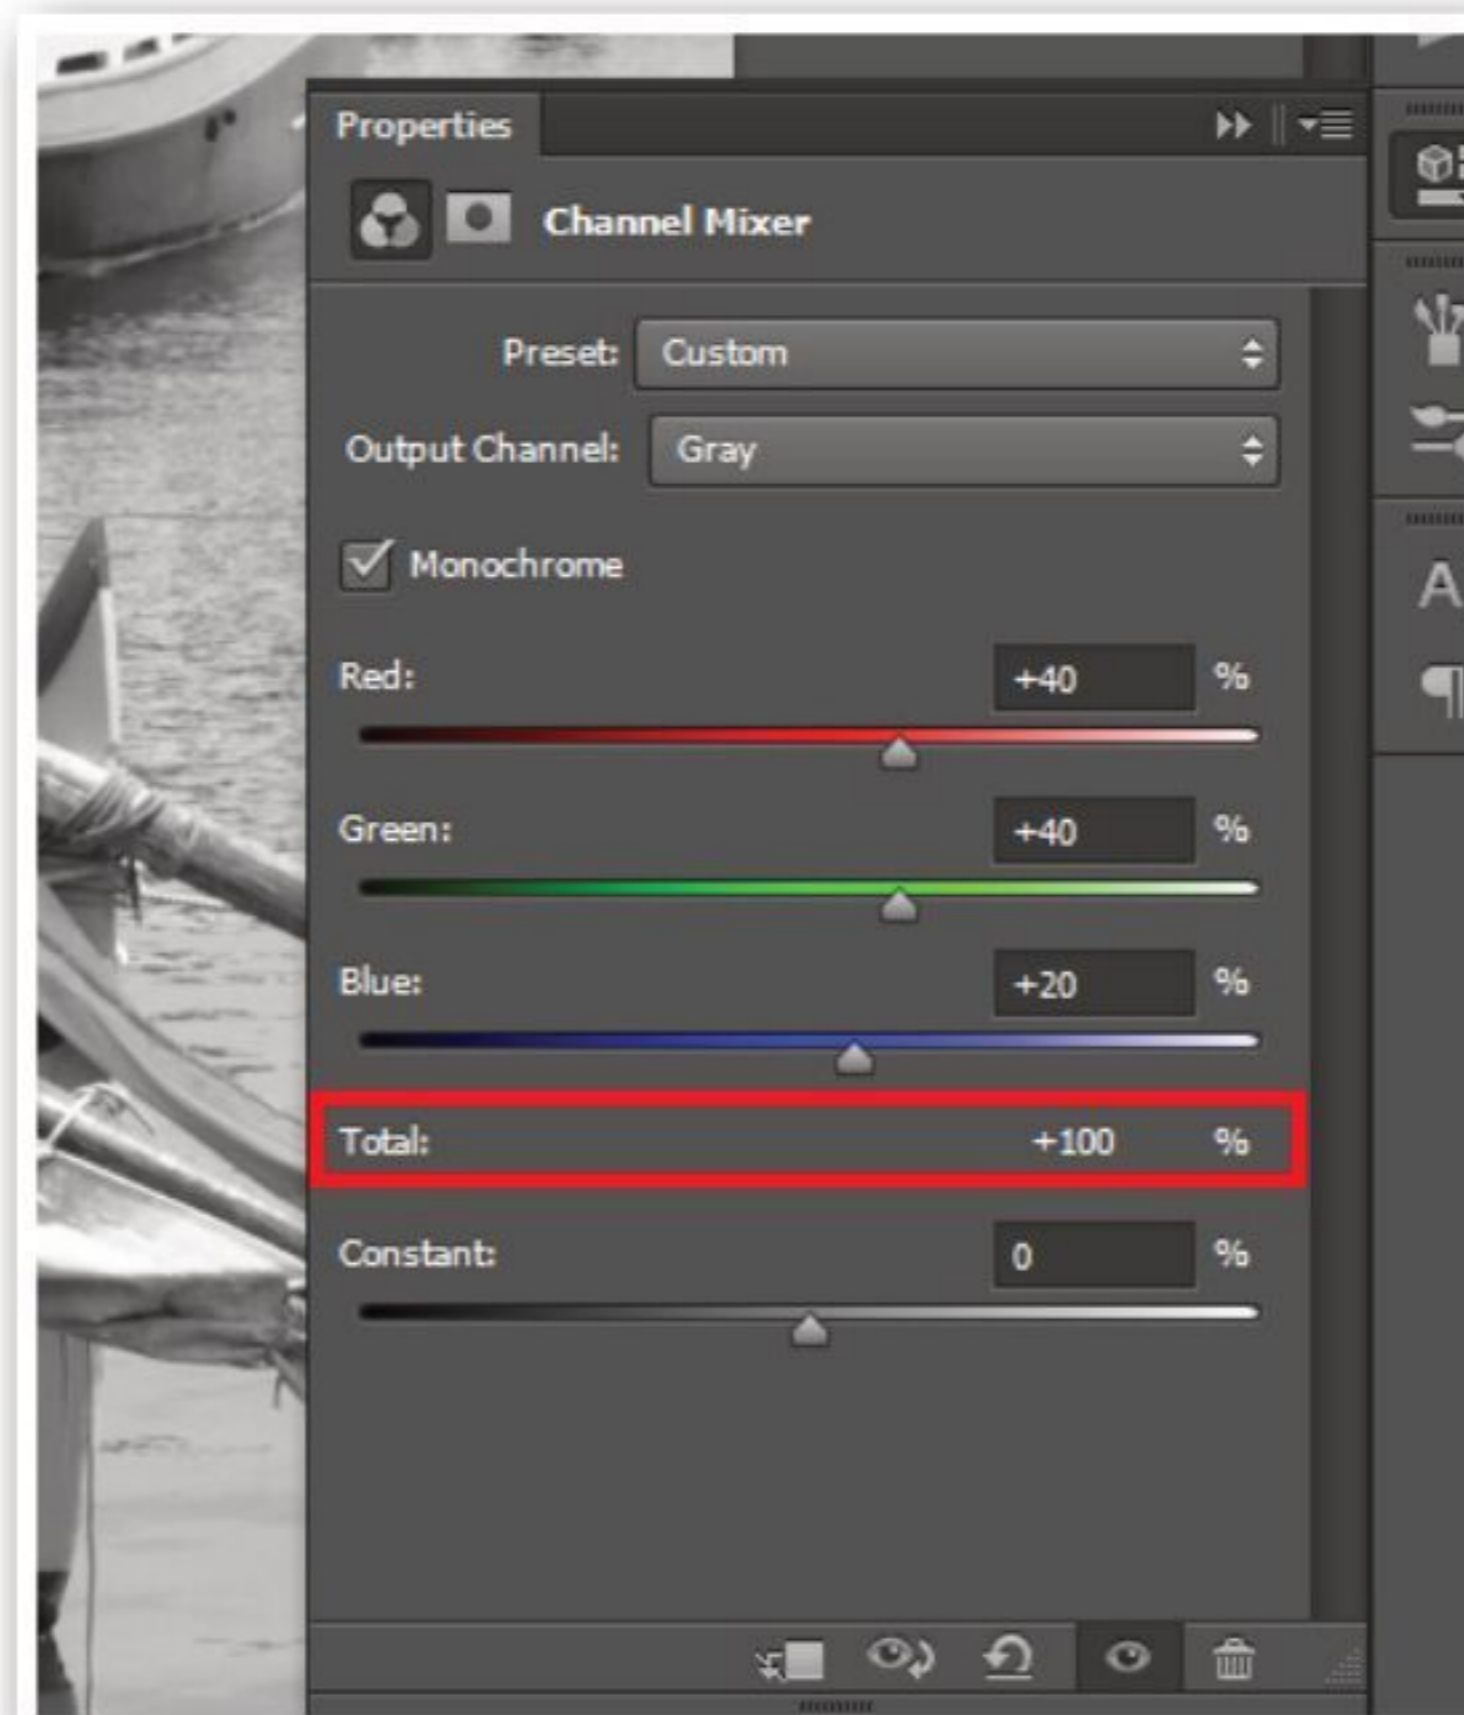 Properties
Channel Mixer
Preset: Custom
Output Channel: Gray
Monochrome
Red: +40 %
Green: +40 %
Blue: +20 %
Total: +100 %
Constant: 0 %
A
¶